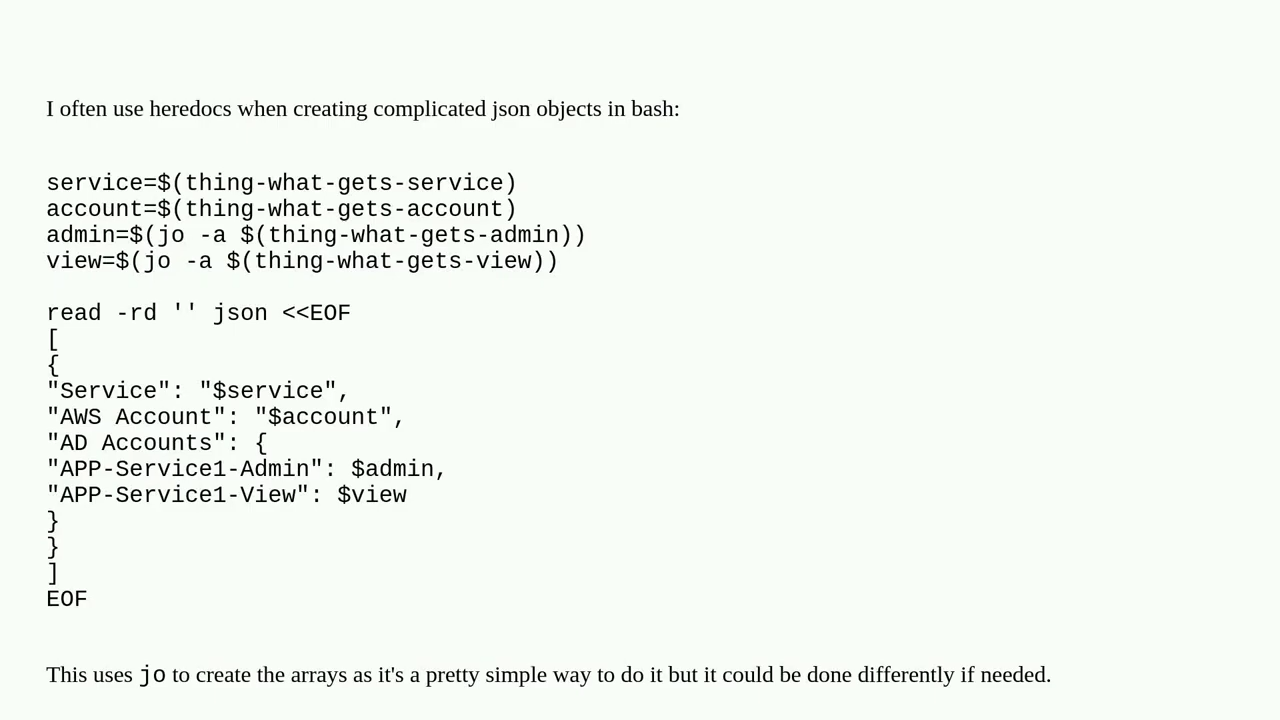 I often use heredocs when creating complicated json objects in bash:
service=$(thing-what-gets-service)
account=$(thing-what-gets-account)
admin=$(jo -a $(thing-what-gets-admin))
view=$(jo -a $(thing-what-gets-view))
read -rd '' json <<EOF
[
{
"Service": "$service",
"AWS Account": "$account",
"AD Accounts": {
"APP-Service1-Admin": $admin,
"APP-Service1-View": $view
}
}
]
EOF
This uses jo to create the arrays as it's a pretty simple way to do it but it could be done differently if needed.